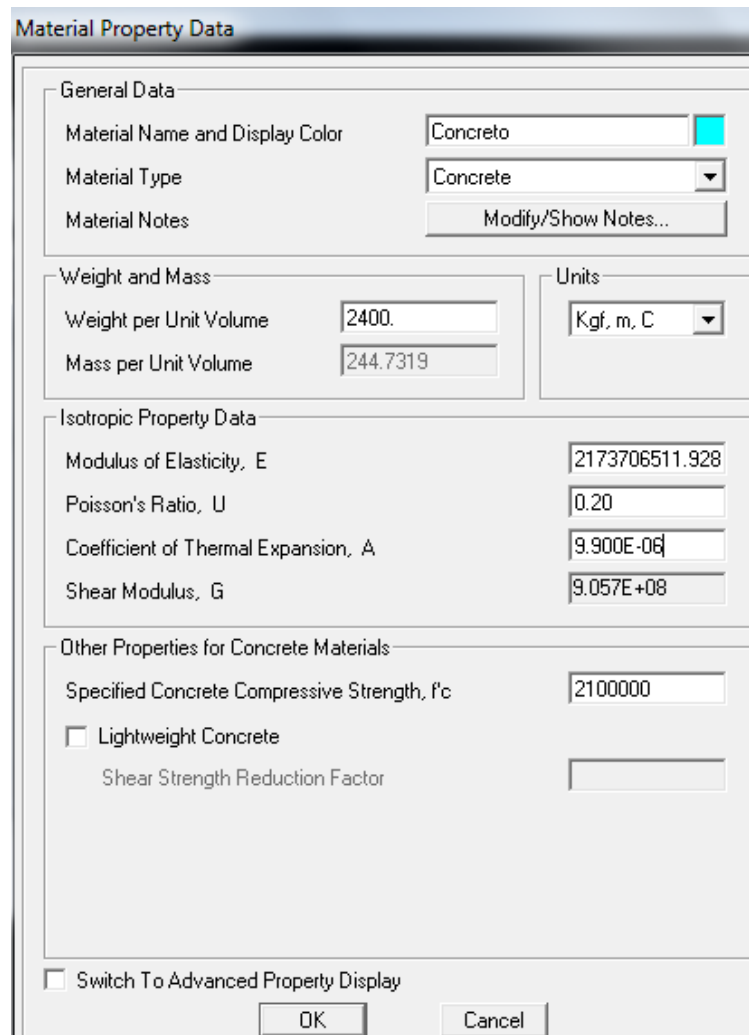 Material Property Data
General Data
Material Name and Display Color Concreto
Material Type Concrete
Material Notes Modify/Show Notes...
Weight and Mass Units
Weight per Unit Volume 2400. Kgf, m, C
Mass per Unit Volume 244.7319
Isotropic Property Data
Modulus of Elasticity, E 2173706511.928
Poisson's Ratio, U 0.20
Coefficient of Thermal Expansion, A 9.900E-06
Shear Modulus, G 9.057E+08
Other Properties for Concrete Materials
Specified Concrete Compressive Strength, f'c 2100000
Lightweight Concrete
Shear Strength Reduction Factor
Switch To Advanced Property Display
OK Cancel